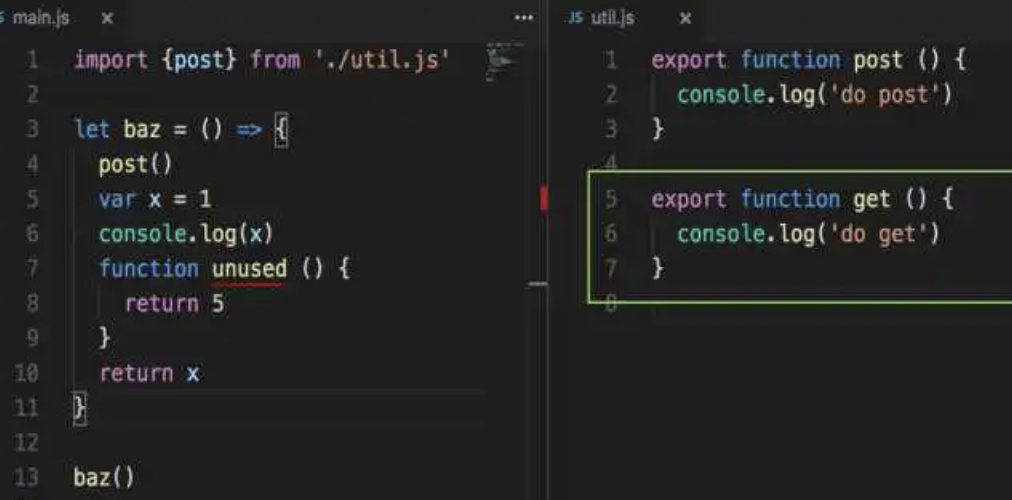 main.js
1 import {post} from './util.js'
2
3 let baz = () => {
4 post()
5 var x = 1
6 console.log(x)
7 function unused () {
8 return 5
9 }
10 return x
11 }
12
13 baz()
JS util.js
1 export function post () {
2 console.log('do post')
3 }
4
5 export function get () {
6 console.log('do get')
7 }
8